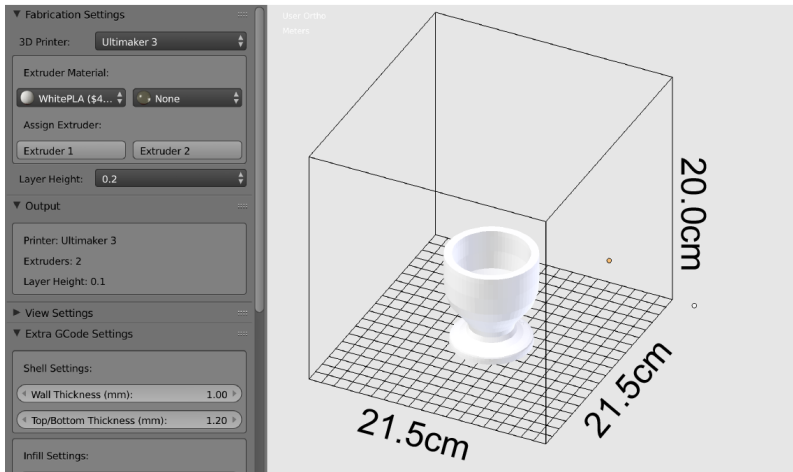 Fabrication Settings
3D Printer: Ultimaker 3
Extruder Material:
WhitePLA ($4... None
Assign Extruder:
Extruder 1 Extruder 2
Layer Height: 0.2
Output
Printer: Ultimaker 3
Extruders: 2
Layer Height: 0.1
View Settings
Extra GCode Settings
Shell Settings:
Wall Thickness (mm): 1.00
Top/Bottom Thickness (mm): 1.20
Infill Settings:
User Ortho
Meters
20.0cm
21.5cm
21.5cm